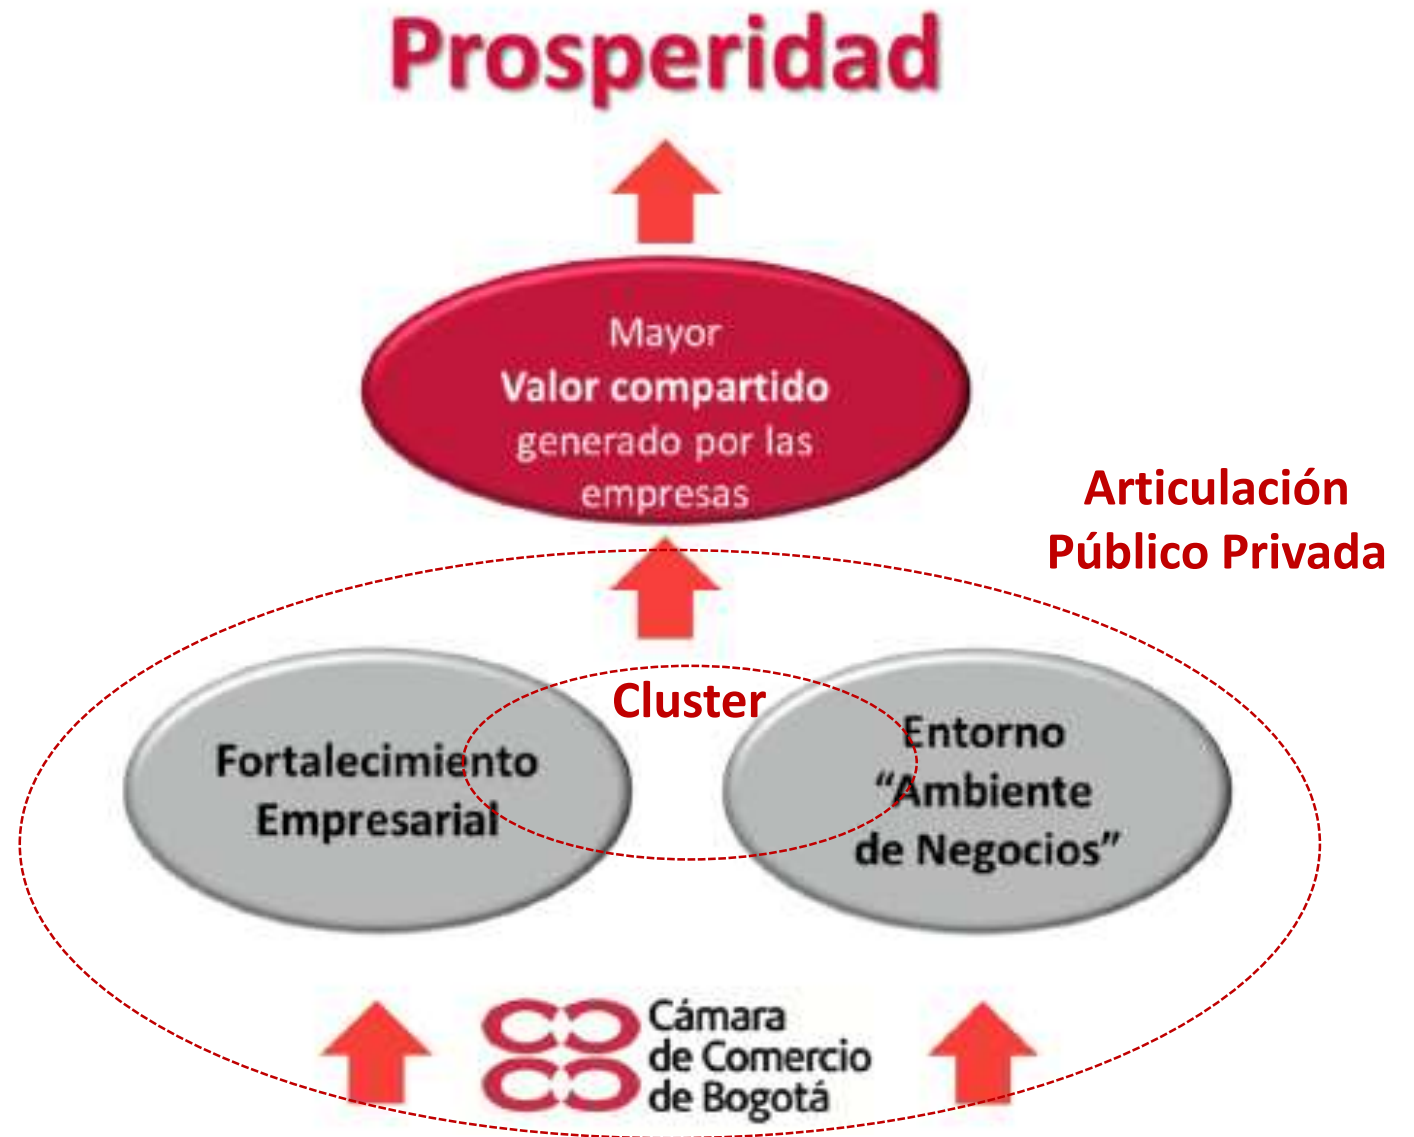 Prosperidad
Mayor
Valor compartido
generado por las
empresas
Articulación
Público Privada
Cluster
Fortalecimiento
Empresarial
Entorno
“Ambiente
de Negocios”
Cámara
de Comercio
de Bogotá